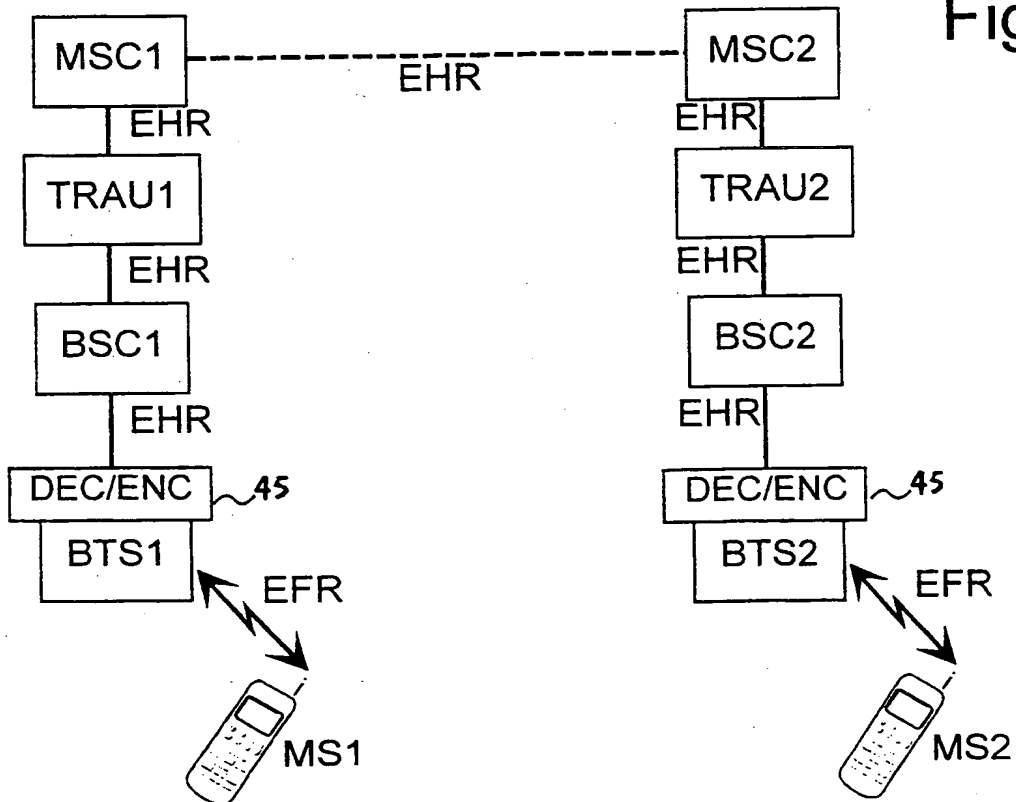 Fig
MSC1
EHR
MSC2
EHR
EHR
TRAU1
TRAU2
EHR
EHR
BSC1
BSC2
EHR
EHR
DEC/ENC 45
DEC/ENC 45
BTS1
BTS2
EFR
EFR
MS1
MS2